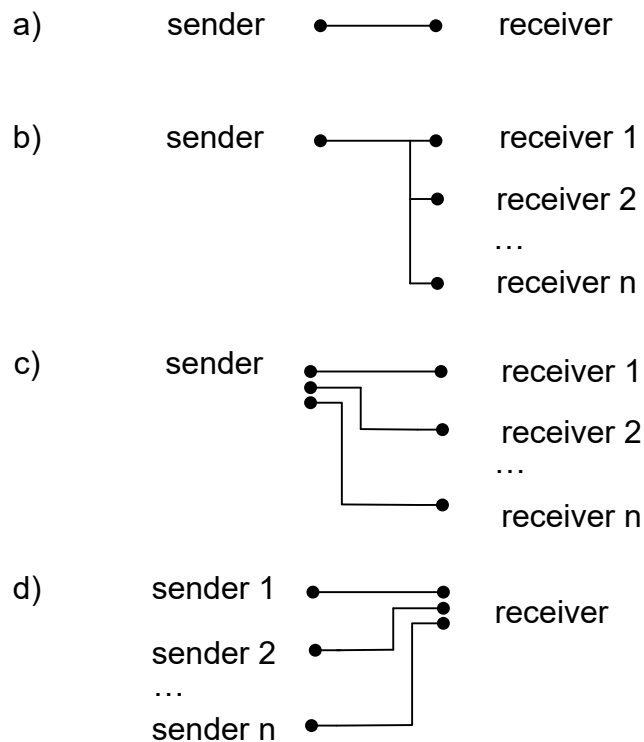 a) sender receiver
b) sender receiver 1
receiver 2
...
receiver n
c) sender receiver 1
receiver 2
...
receiver n
d) sender 1 receiver
sender 2
...
sender n